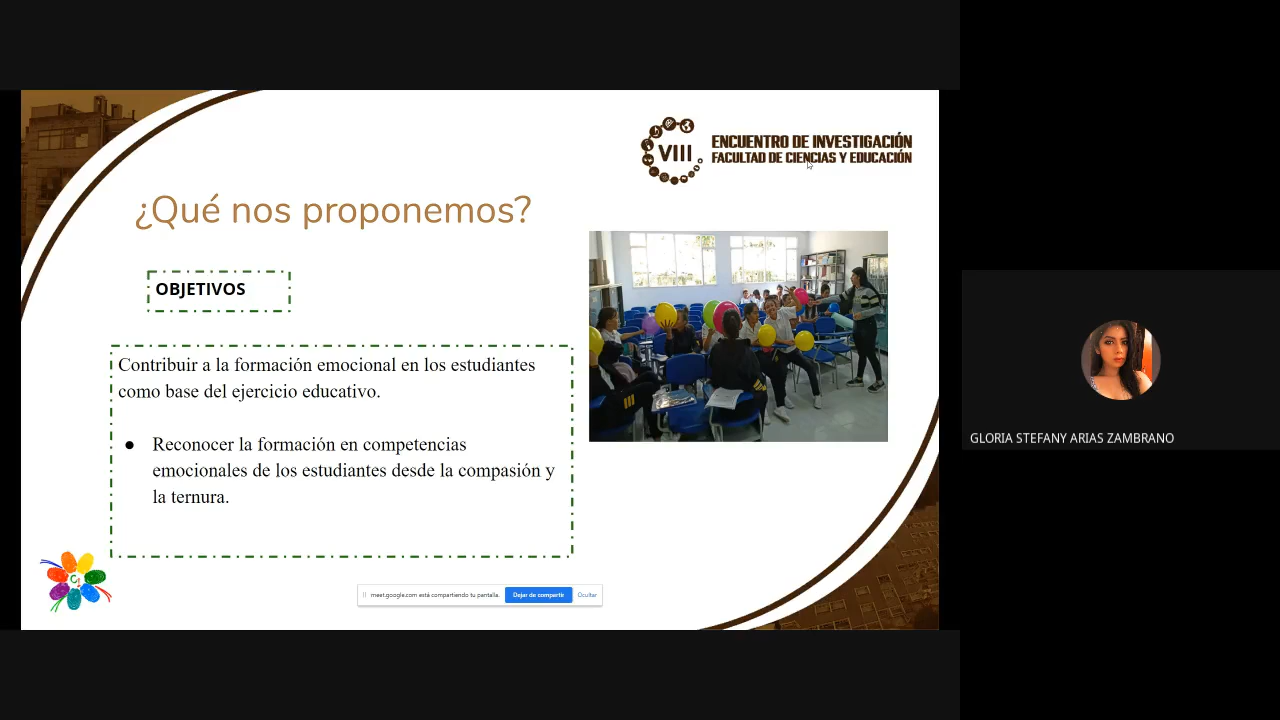 VIII
ENCUENTRO DE INVESTIGACIÓN
FACULTAD DE CIENCIAS Y EDUCACIÓN
¿Qué nos proponemos?
OBJETIVOS
Contribuir a la formación emocional en los estudiantes
como base del ejercicio educativo.
● Reconocer la formación en competencias
emocionales de los estudiantes desde la compasión y
la ternura.
meet.google.com está compartiendo tu pantalla. Dejar de compartir Ocultar
GLORIA STEFANY ARIAS ZAMBRANO